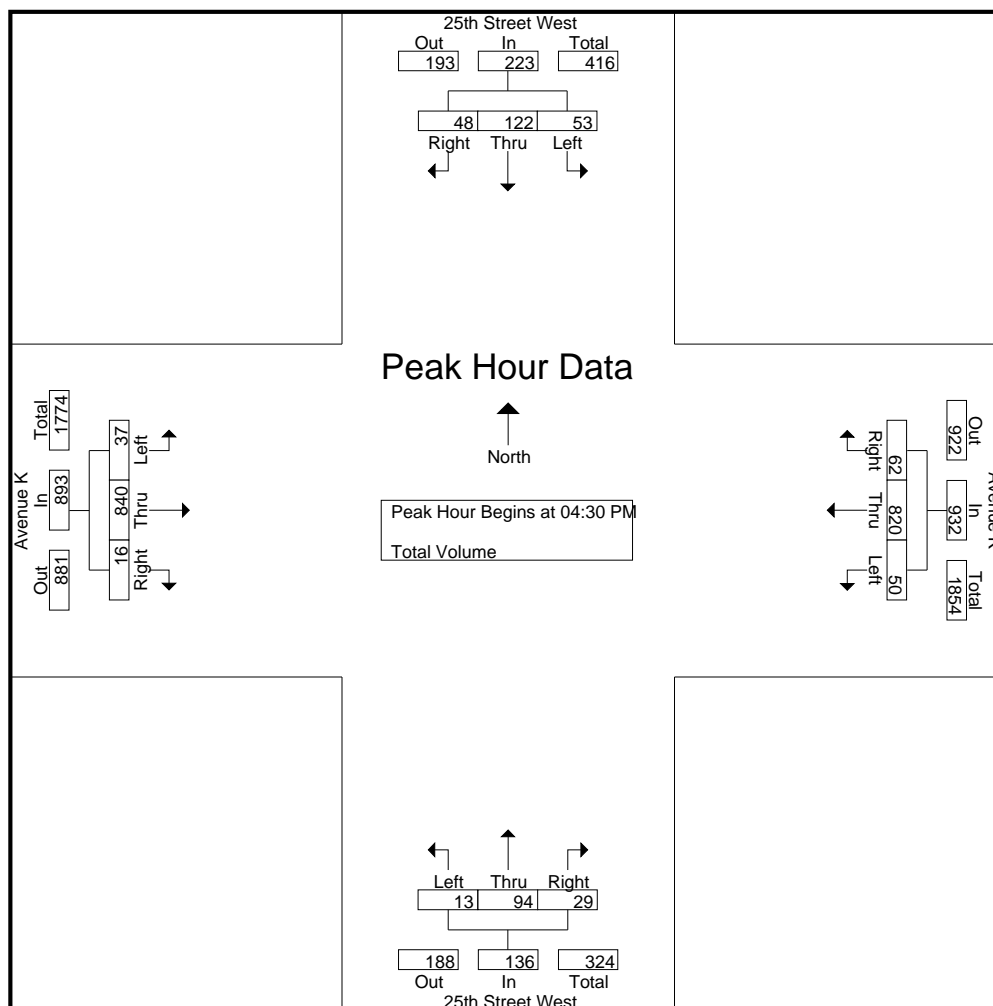 25th Street West
Out In Total
193 223 416
48 122 53
Right Thru Left
Peak Hour Data
North
Peak Hour Begins at 04:30 PM
Total Volume
Avenue K
Total In Out
1774 893 881
37 840 16
Left Thru Right
Avenue K
Out In Total
922 932 1854
62 820 50
Right Thru Left
Left Thru Right
13 94 29
188 136 324
Out In Total
25th Street West